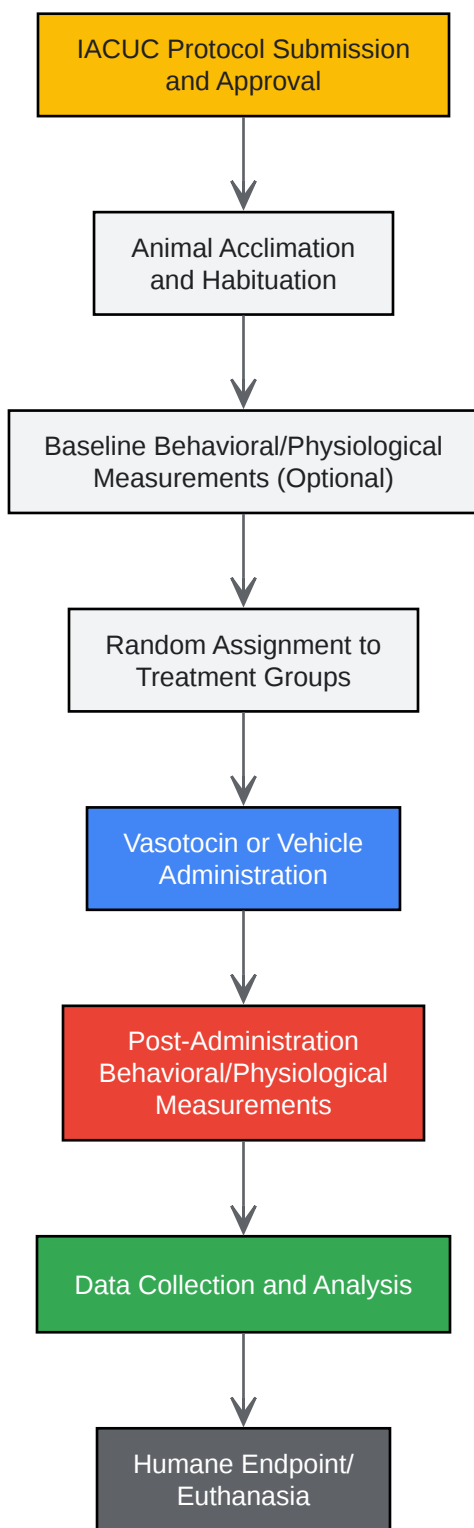 IACUC Protocol Submission
and Approval
Animal Acclimation
and Habituation
Baseline Behavioral/Physiological
Measurements (Optional)
Random Assignment to
Treatment Groups
Vasotocin or Vehicle
Administration
Post-Administration
Behavioral/Physiological
Measurements
Data Collection and Analysis
Humane Endpoint/
Euthanasia